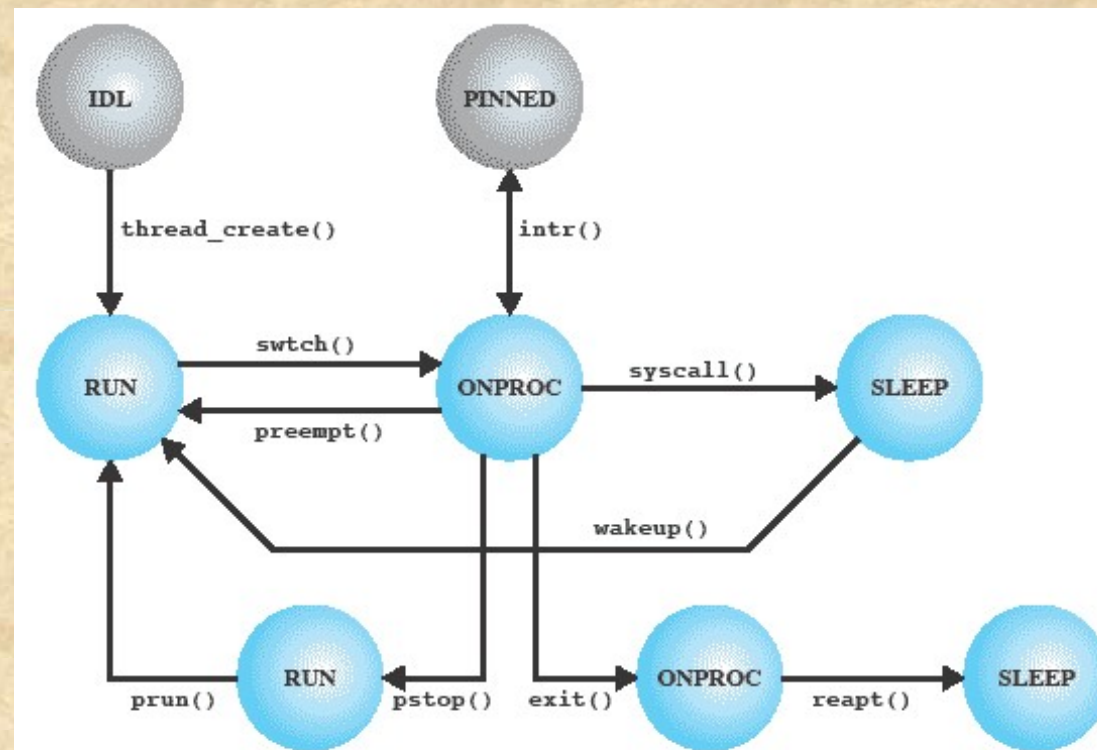 IDL
PINNED
thread_create()
intr()
swtch()
syscall()
RUN
ONPROC
SLEEP
preempt()
wakeup()
RUN
ONPROC
SLEEP
prun()
pstop()
exit()
reapt()